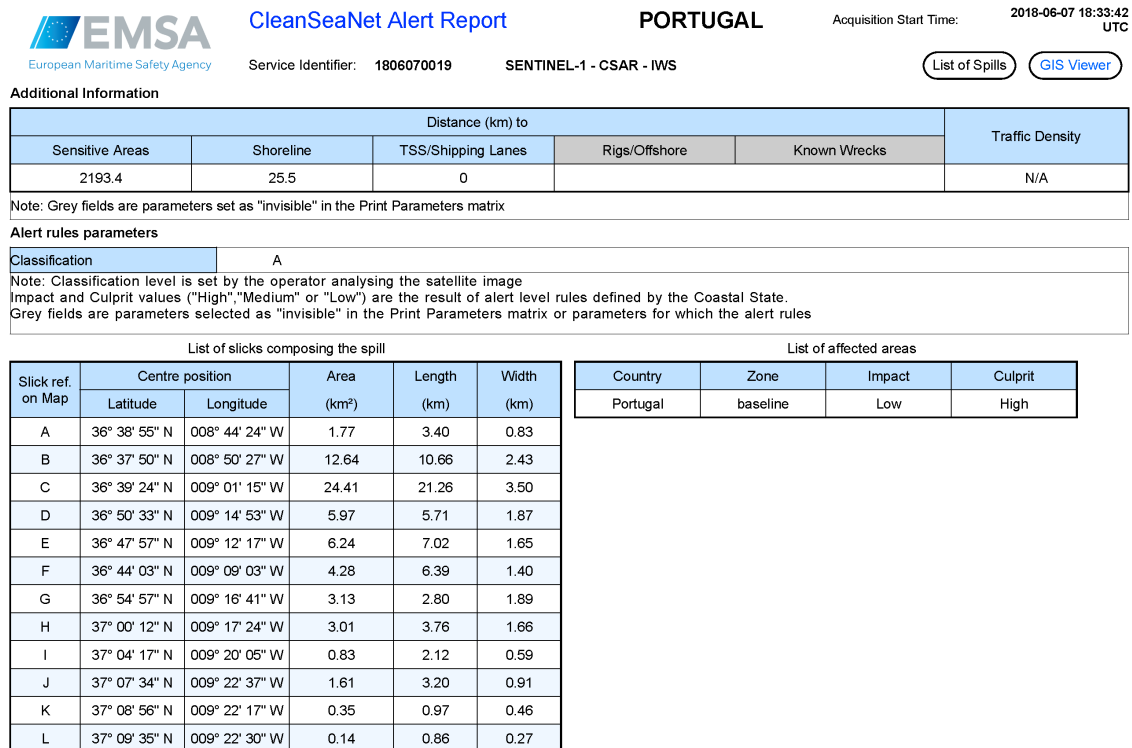 EMSA
European Maritime Safety Agency
CleanSeaNet Alert Report
PORTUGAL
Acquisition Start Time:
2018-06-07 18:33:42
UTC
Service Identifier: 1806070019 SENTINEL-1 - CSAR - IWS
List of Spills GIS Viewer
Additional Information
Distance (km) to
Traffic Density
Sensitive Areas Shoreline TSS/Shipping Lanes Rigs/Offshore Known Wrecks
2193.4 25.5 0 N/A
Note: Grey fields are parameters set as "invisible" in the Print Parameters matrix
Alert rules parameters
Classification A
Note: Classification level is set by the operator analysing the satellite image
Impact and Culprit values ("High","Medium" or "Low") are the result of alert level rules defined by the Coastal State.
Grey fields are parameters selected as "invisible" in the Print Parameters matrix or parameters for which the alert rules
List of slicks composing the spill
Slick ref. on Map Centre position Area Length Width
Latitude Longitude (km²) (km) (km)
A 36° 38' 55" N 008° 44' 24" W 1.77 3.40 0.83
B 36° 37' 50" N 008° 50' 27" W 12.64 10.66 2.43
C 36° 39' 24" N 009° 01' 15" W 24.41 21.26 3.50
D 36° 50' 33" N 009° 14' 53" W 5.97 5.71 1.87
E 36° 47' 57" N 009° 12' 17" W 6.24 7.02 1.65
F 36° 44' 03" N 009° 09' 03" W 4.28 6.39 1.40
G 36° 54' 57" N 009° 16' 41" W 3.13 2.80 1.89
H 37° 00' 12" N 009° 17' 24" W 3.01 3.76 1.66
I 37° 04' 17" N 009° 20' 05" W 0.83 2.12 0.59
J 37° 07' 34" N 009° 22' 37" W 1.61 3.20 0.91
K 37° 08' 56" N 009° 22' 17" W 0.35 0.97 0.46
L 37° 09' 35" N 009° 22' 30" W 0.14 0.86 0.27
List of affected areas
Country Zone Impact Culprit
Portugal baseline Low High